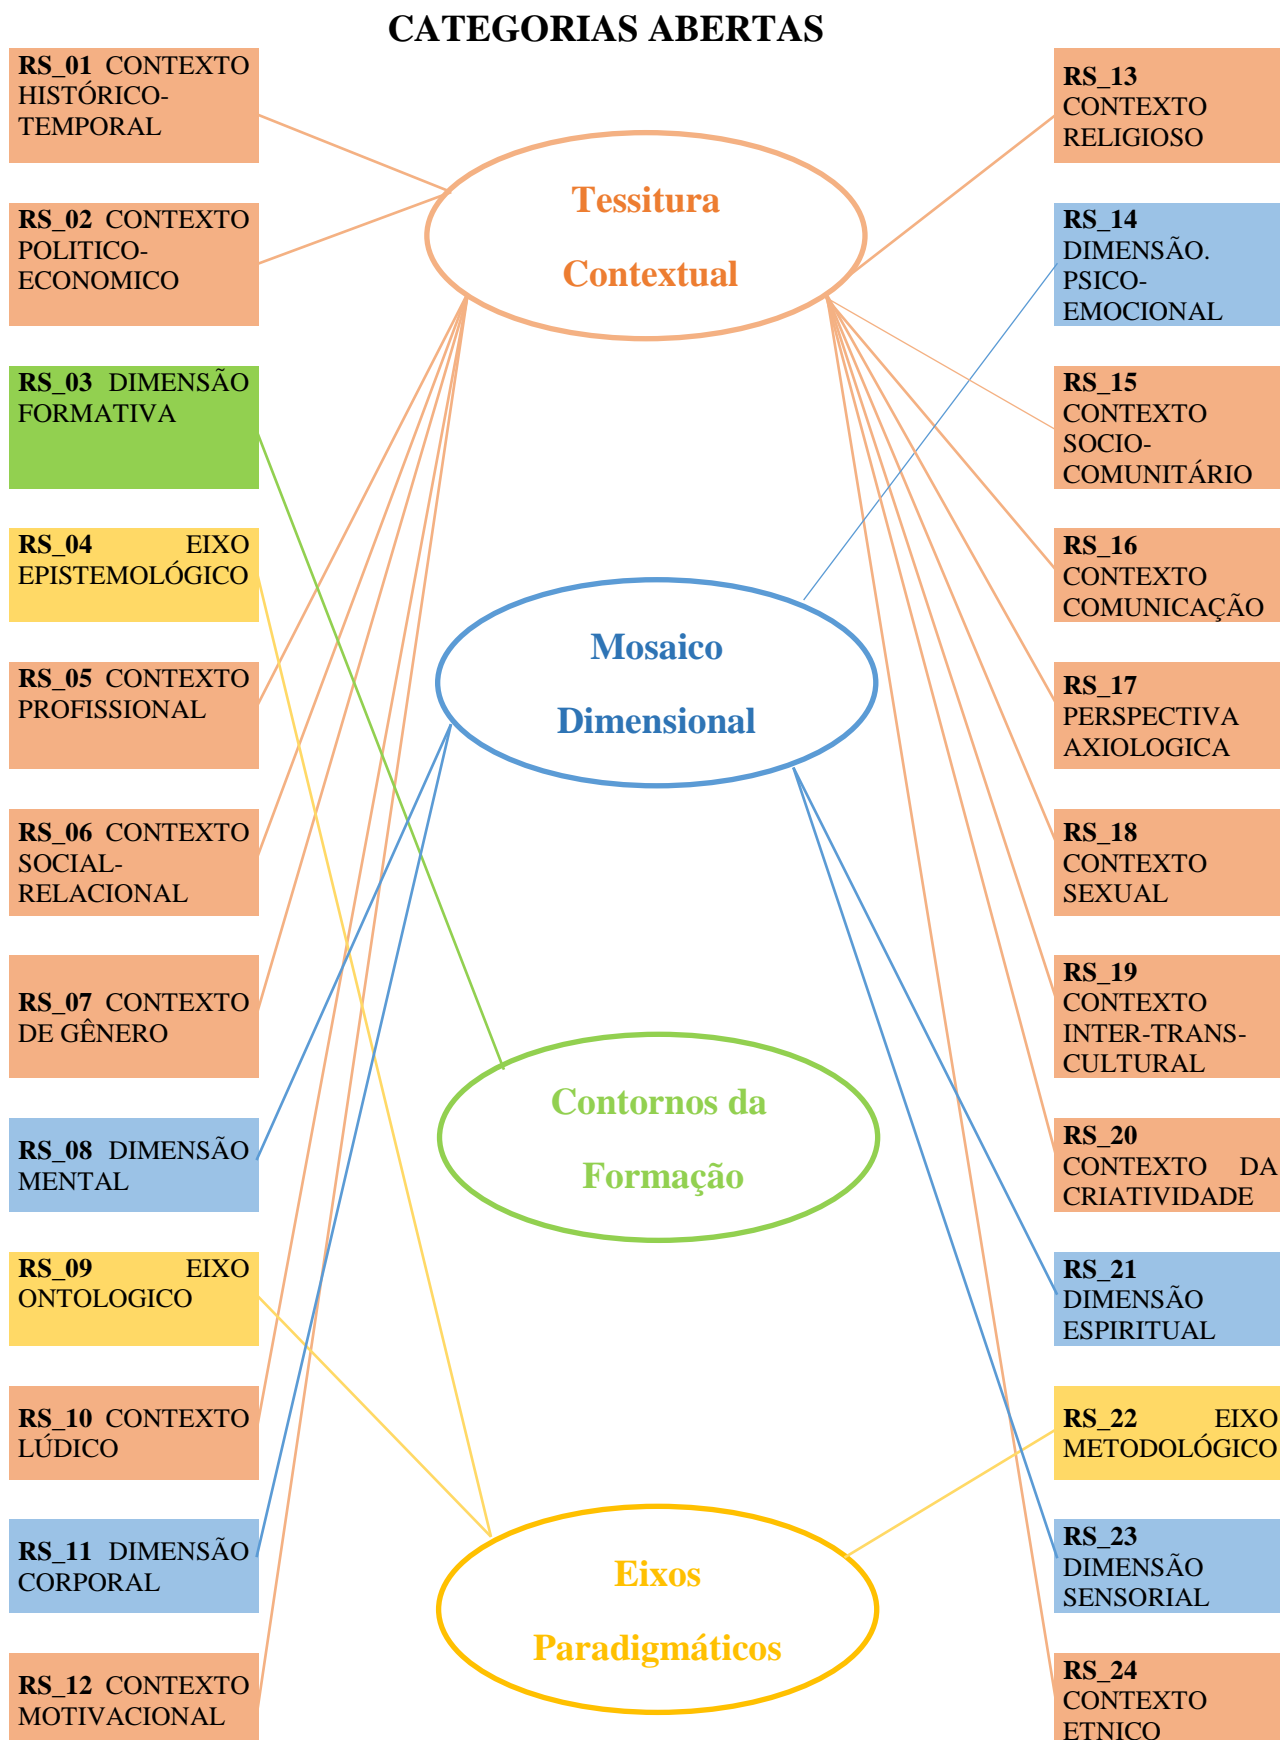 CATEGORIAS ABERTAS
RS_01 CONTEXTO
HISTÓRICO-
TEMPORAL
RS_02 CONTEXTO
POLITICO-
ECONOMICO
RS_03 DIMENSÃO
FORMATIVA
RS_04 EIXO
EPISTEMOLÓGICO
RS_05 CONTEXTO
PROFISSIONAL
RS_06 CONTEXTO
SOCIAL-
RELACIONAL
RS_07 CONTEXTO
DE GÊNERO
RS_08 DIMENSÃO
MENTAL
RS_09 EIXO
ONTOLOGICO
RS_10 CONTEXTO
LÚDICO
RS_11 DIMENSÃO
CORPORAL
RS_12 CONTEXTO
MOTIVACIONAL
Tessitura
Contextual
Mosaico
Dimensional
Contornos da
Formação
Eixos
Paradigmáticos
RS_13
CONTEXTO
RELIGIOSO
RS_14
DIMENSÃO.
PSICO-
EMOCIONAL
RS_15
CONTEXTO
SOCIO-
COMUNITÁRIO
RS_16
CONTEXTO
COMUNICAÇÃO
RS_17
PERSPECTIVA
AXIOLOGICA
RS_18
CONTEXTO
SEXUAL
RS_19
CONTEXTO
INTER-TRANS-
CULTURAL
RS_20
CONTEXTO DA
CRIATIVIDADE
RS_21
DIMENSÃO
ESPIRITUAL
RS_22 EIXO
METODOLÓGICO
RS_23
DIMENSÃO
SENSORIAL
RS_24
CONTEXTO
ETNICO